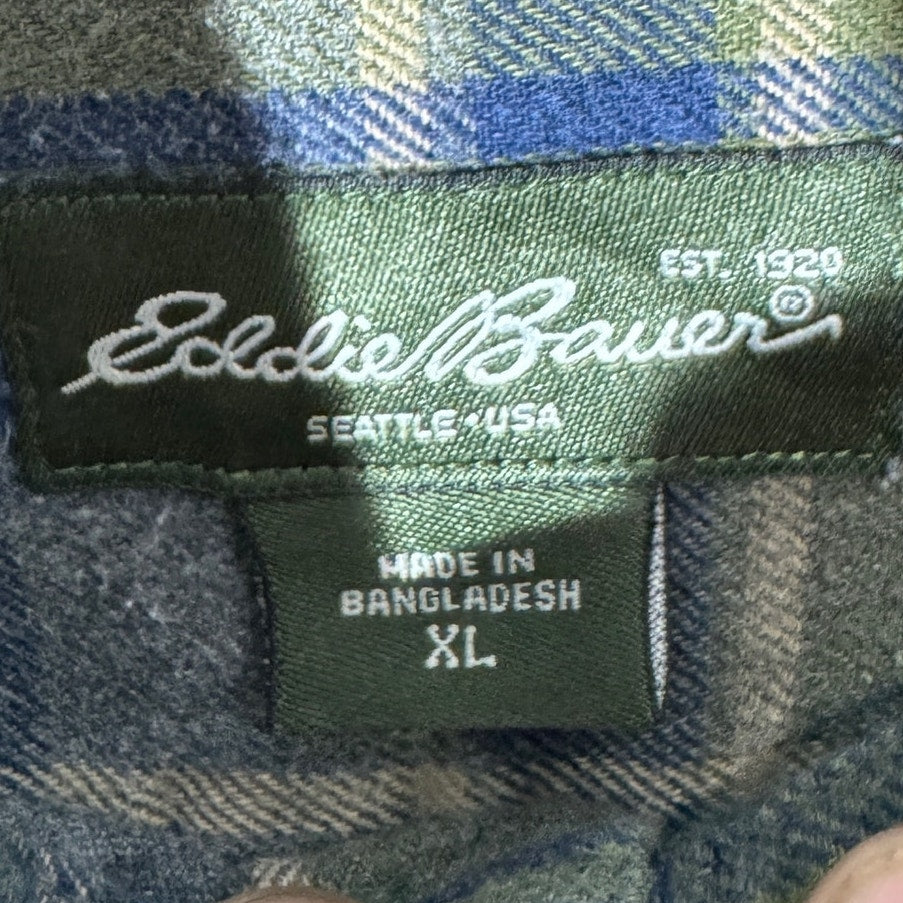 EST. 1920
Eddie Bauer®
SEATTLE • USA
MADE IN
BANGLADESH
XL